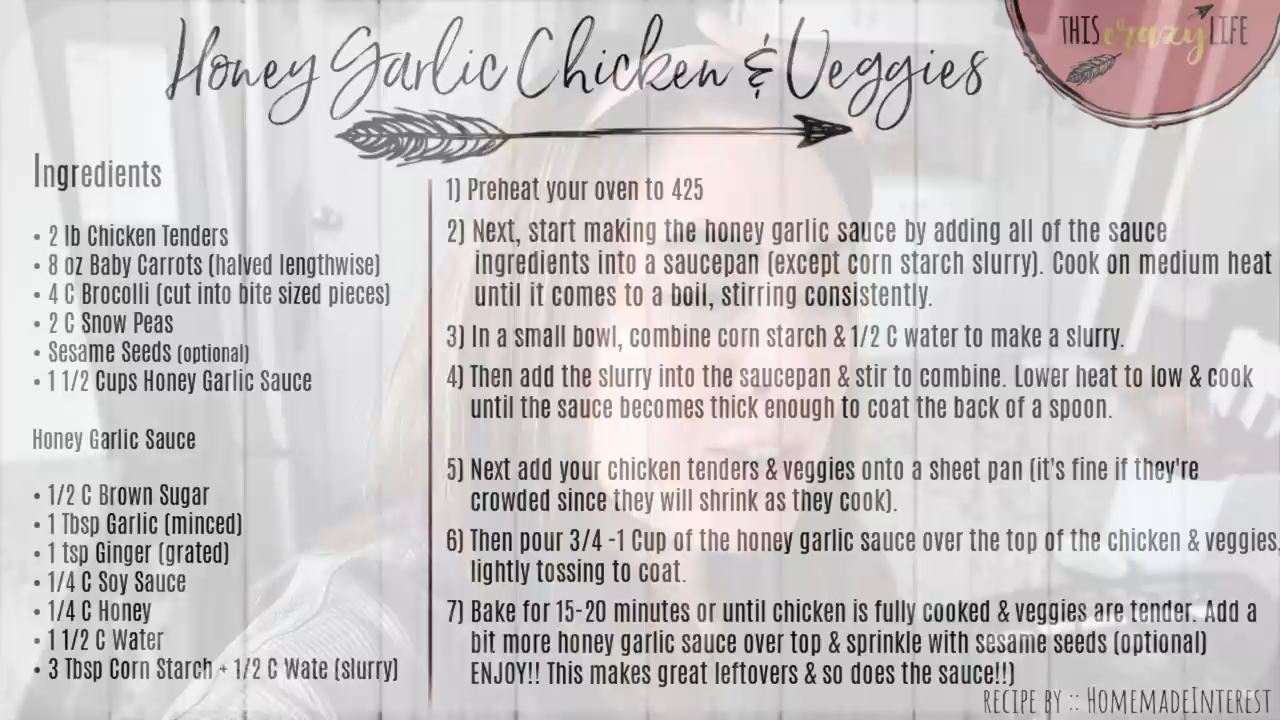 Honey Garlic Chicken & Veggies
THIS crazy LIFE
Ingredients
• 2 lb Chicken Tenders
• 8 oz Baby Carrots (halved lengthwise)
• 4 C Brocolli (cut into bite sized pieces)
• 2 C Snow Peas
• Sesame Seeds (optional)
• 1 1/2 Cups Honey Garlic Sauce
Honey Garlic Sauce
• 1/2 C Brown Sugar
• 1 Tbsp Garlic (minced)
• 1 tsp Ginger (grated)
• 1/4 C Soy Sauce
• 1/4 C Honey
• 1 1/2 C Water
• 3 Tbsp Corn Starch + 1/2 C Wate (slurry)
1) Preheat your oven to 425
2) Next, start making the honey garlic sauce by adding all of the sauce
ingredients into a saucepan (except corn starch slurry). Cook on medium heat
until it comes to a boil, stirring consistently.
3) In a small bowl, combine corn starch & 1/2 C water to make a slurry.
4) Then add the slurry into the saucepan & stir to combine. Lower heat to low & cook
until the sauce becomes thick enough to coat the back of a spoon.
5) Next add your chicken tenders & veggies onto a sheet pan (it's fine if they're
crowded since they will shrink as they cook).
6) Then pour 3/4 -1 Cup of the honey garlic sauce over the top of the chicken & veggies,
lightly tossing to coat.
7) Bake for 15-20 minutes or until chicken is fully cooked & veggies are tender. Add a
bit more honey garlic sauce over top & sprinkle with sesame seeds (optional)
ENJOY!! This makes great leftovers & so does the sauce!!)
RECIPE BY :: HOMEMADEINTEREST